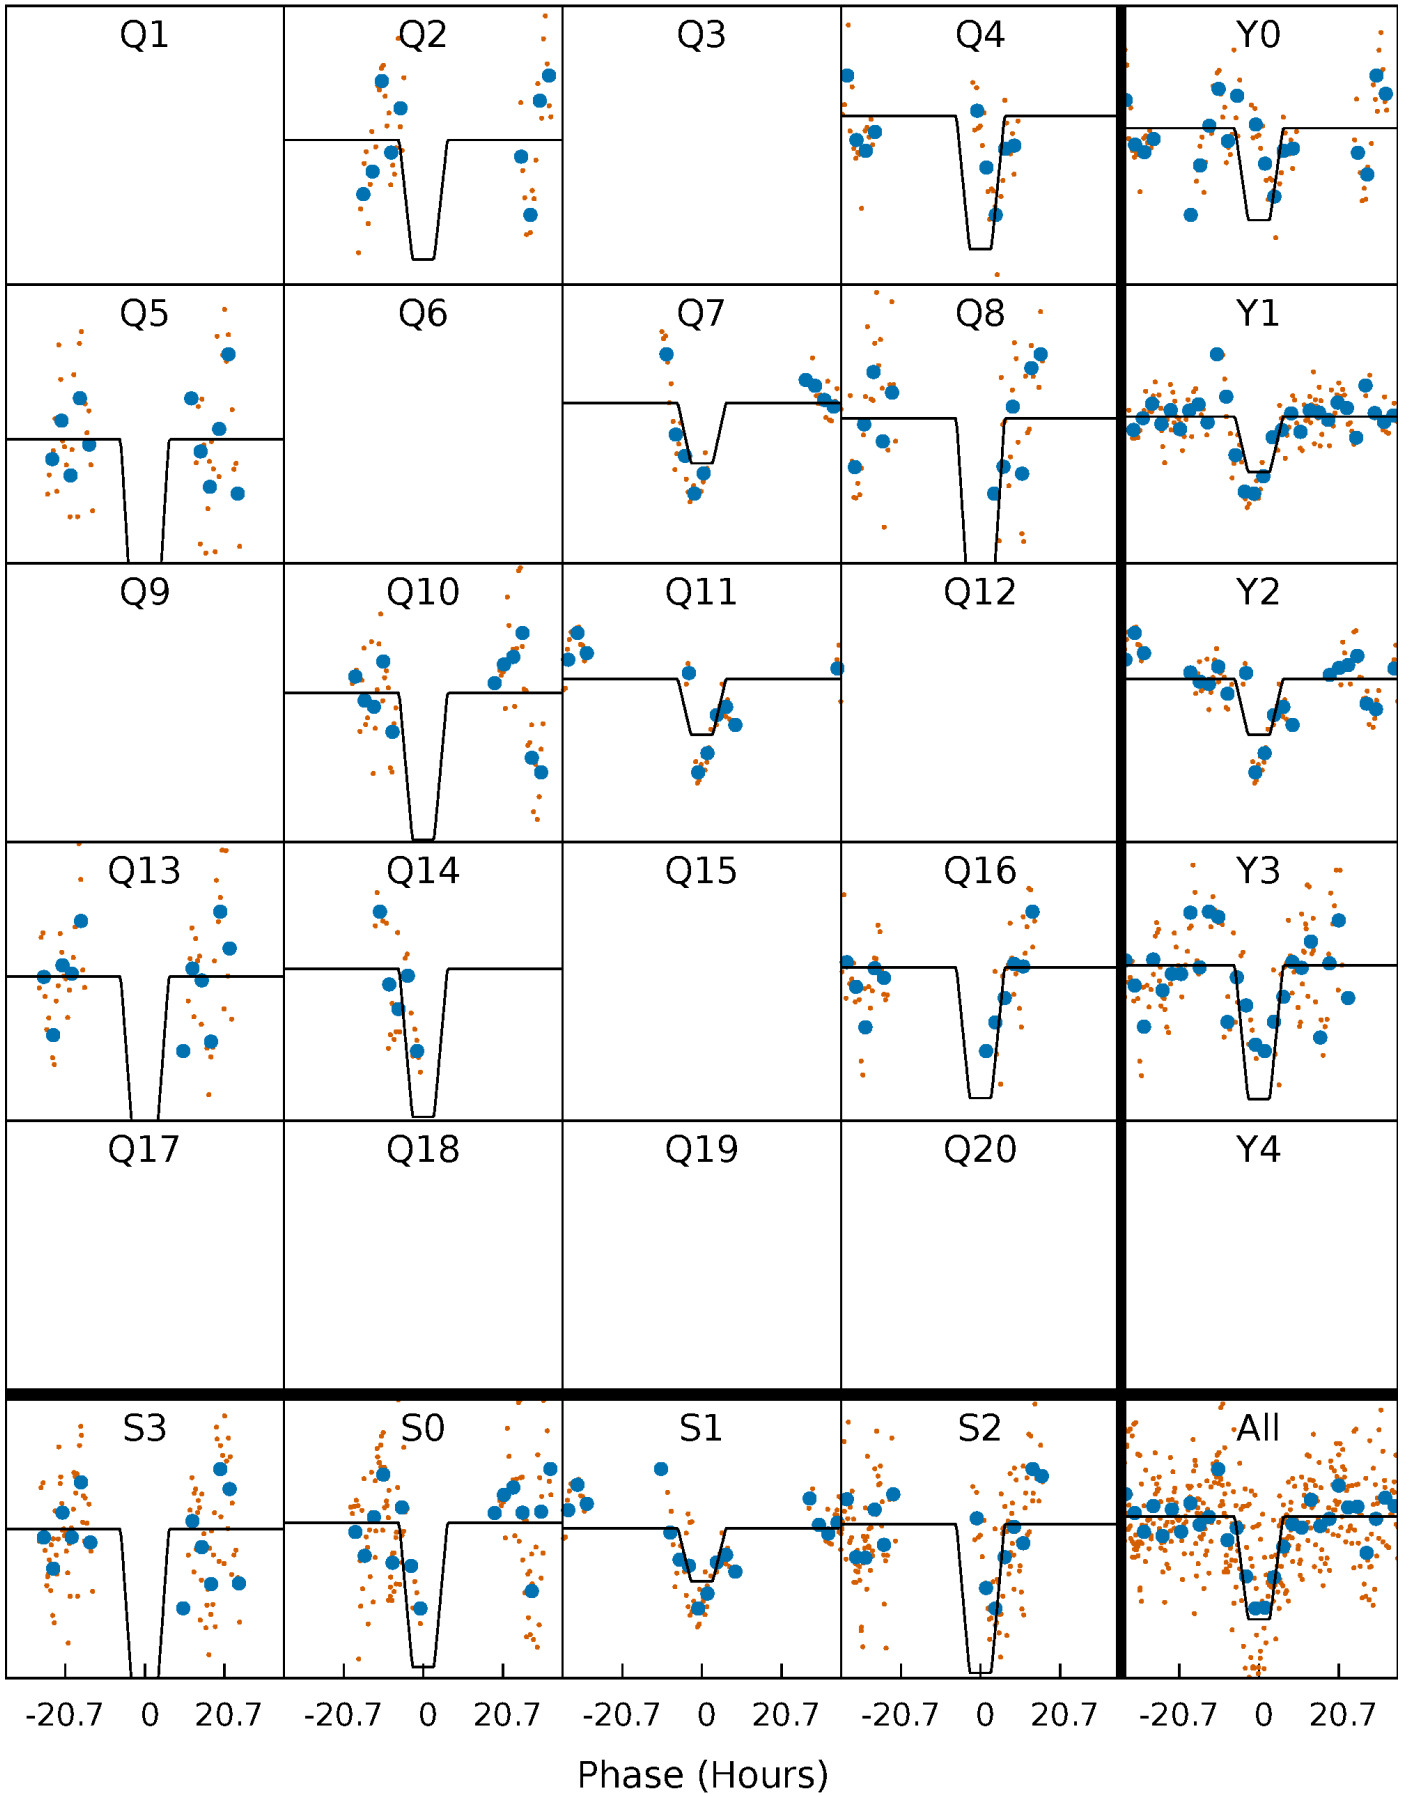 Q1 Q2 Q3 Q4 Y0
Q5 Q6 Q7 Q8 Y1
Q9 Q10 Q11 Q12 Y2
Q13 Q14 Q15 Q16 Y3
Q17 Q18 Q19 Q20 Y4
S3 S0 S1 S2 All
-20.7 0 20.7 -20.7 0 20.7 -20.7 0 20.7 -20.7 0 20.7 -20.7 0 20.7
Phase (Hours)